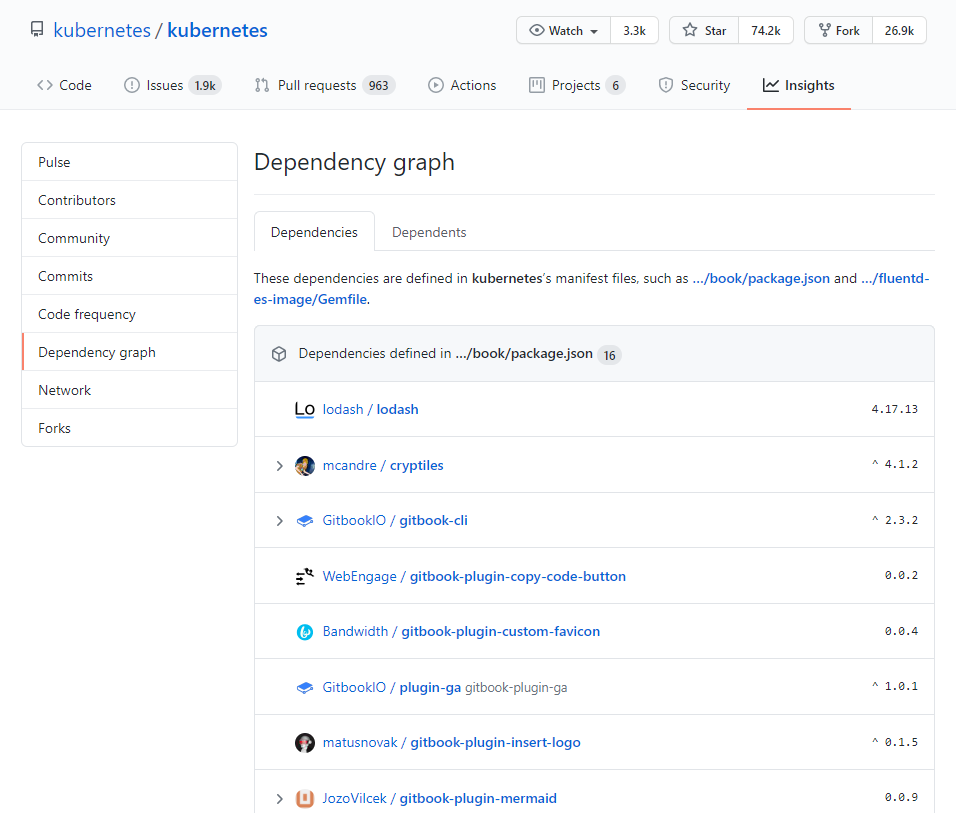 kubernetes / kubernetes
Watch 3.3k Star 74.2k Fork 26.9k
Code Issues 1.9k Pull requests 963 Actions Projects 6 Security Insights
Pulse
Contributors
Community
Commits
Code frequency
Dependency graph
Network
Forks
Dependency graph
Dependencies Dependents
These dependencies are defined in kubernetes's manifest files, such as …/book/package.json and …/fluentd-
es-image/Gemfile.
Dependencies defined in …/book/package.json 16
Lo lodash / lodash 4.17.13
mcandre / cryptiles ^ 4.1.2
GitbookIO / gitbook-cli ^ 2.3.2
WebEngage / gitbook-plugin-copy-code-button 0.0.2
Bandwidth / gitbook-plugin-custom-favicon 0.0.4
GitbookIO / plugin-ga gitbook-plugin-ga ^ 1.0.1
matusnovak / gitbook-plugin-insert-logo ^ 0.1.5
JozoVilcek / gitbook-plugin-mermaid 0.0.9